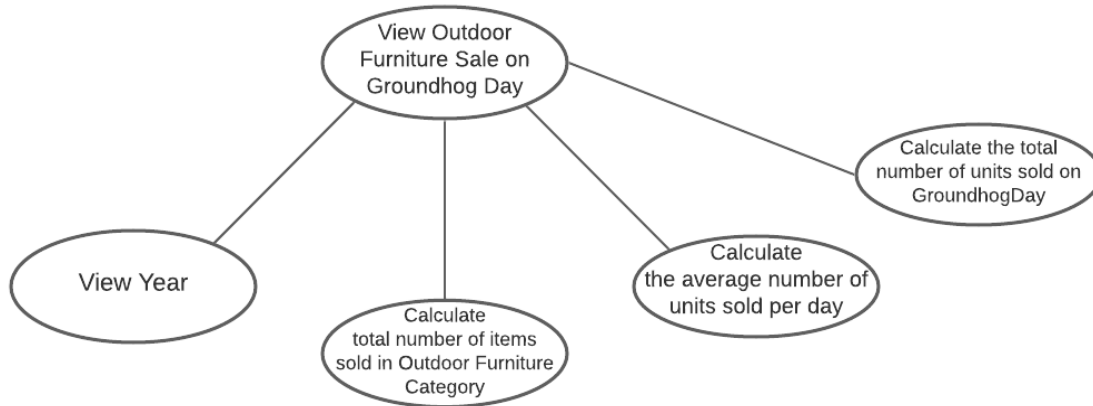 View Outdoor
Furniture Sale on
Groundhog Day
Calculate the total
number of units sold on
GroundhogDay
View Year
Calculate
the average number of
units sold per day
Calculate
total number of items
sold in Outdoor Furniture
Category